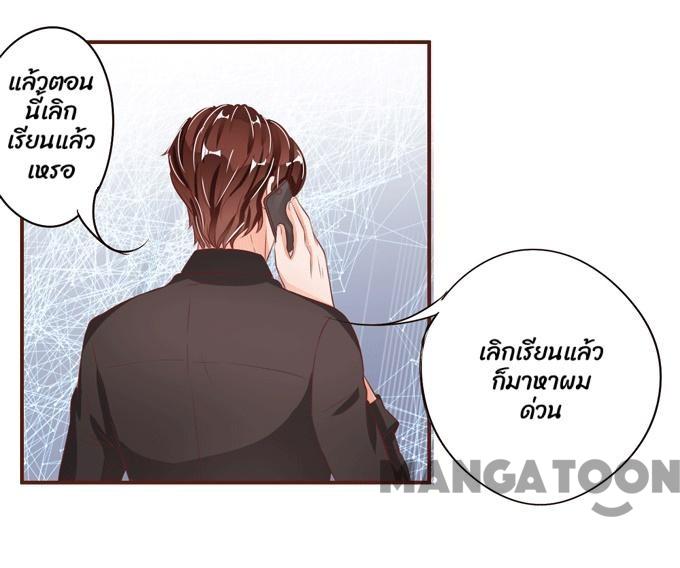 แล้วตอน
นี้เลิก
เรียนแล้ว
เหรอ
เลิกเรียนแล้ว
ก็มาหาผม
ด่วน
MANGATOON